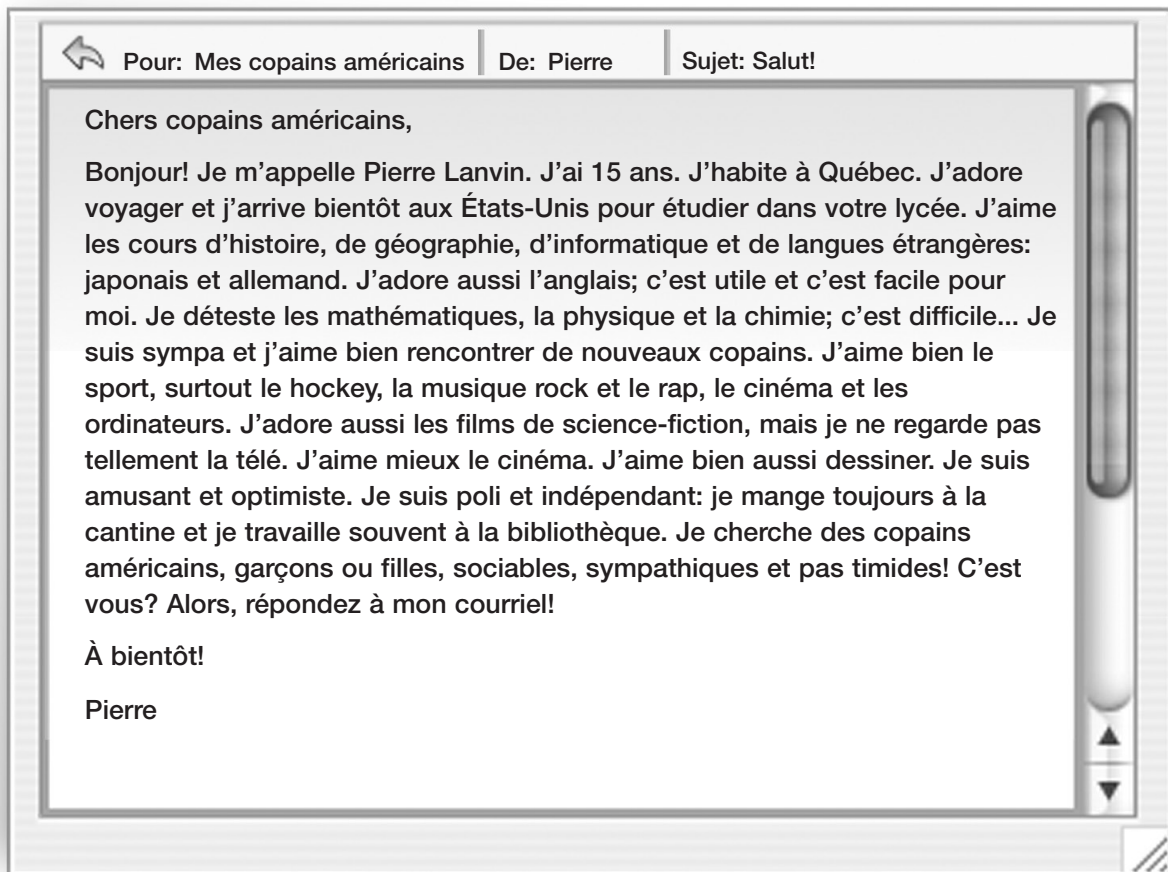 Pour: Mes copains américains De: Pierre Sujet: Salut!
Chers copains américains,
Bonjour! Je m'appelle Pierre Lanvin. J'ai 15 ans. J'habite à Québec. J'adore
voyager et j'arrive bientôt aux États-Unis pour étudier dans votre lycée. J'aime
les cours d'histoire, de géographie, d'informatique et de langues étrangères:
japonais et allemand. J'adore aussi l'anglais; c'est utile et c'est facile pour
moi. Je déteste les mathématiques, la physique et la chimie; c'est difficile... Je
suis sympa et j'aime bien rencontrer de nouveaux copains. J'aime bien le
sport, surtout le hockey, la musique rock et le rap, le cinéma et les
ordinateurs. J'adore aussi les films de science-fiction, mais je ne regarde pas
tellement la télé. J'aime mieux le cinéma. J'aime bien aussi dessiner. Je suis
amusant et optimiste. Je suis poli et indépendant: je mange toujours à la
cantine et je travaille souvent à la bibliothèque. Je cherche des copains
américains, garçons ou filles, sociables, sympathiques et pas timides! C'est
vous? Alors, répondez à mon courriel!
À bientôt!
Pierre